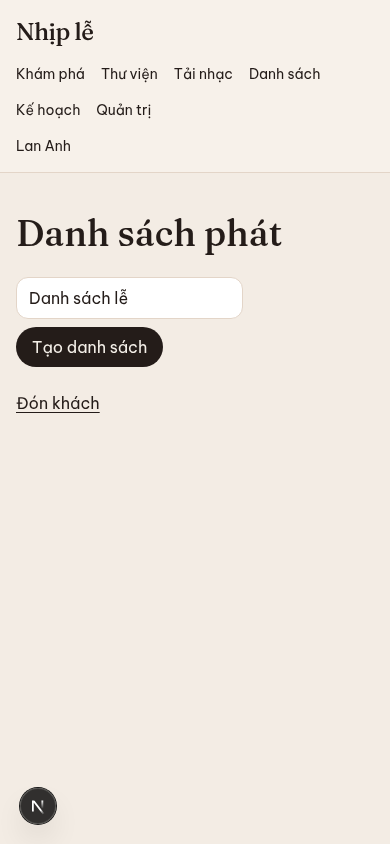 Nhịp lễ
Khám phá Thư viện Tải nhạc Danh sách
Kế hoạch Quản trị
Lan Anh
Danh sách phát
Danh sách lễ
Tạo danh sách
Đón khách
N